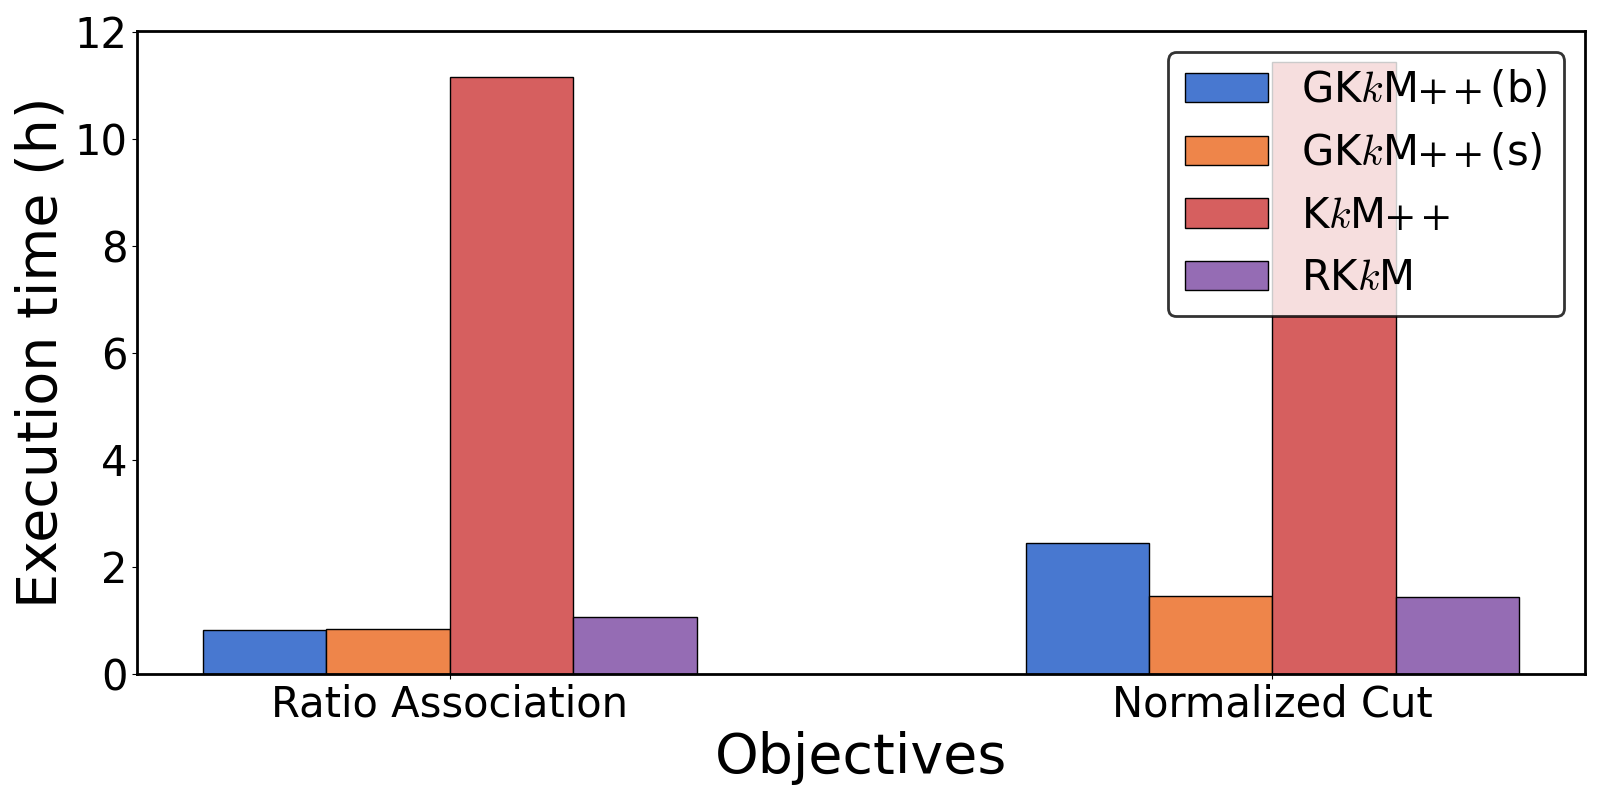 Execution time (h)
12
10
8
6
4
2
0
GKkM++(b)
GKkM++(s)
KkM++
RKkM
Ratio Association
Normalized Cut
Objectives